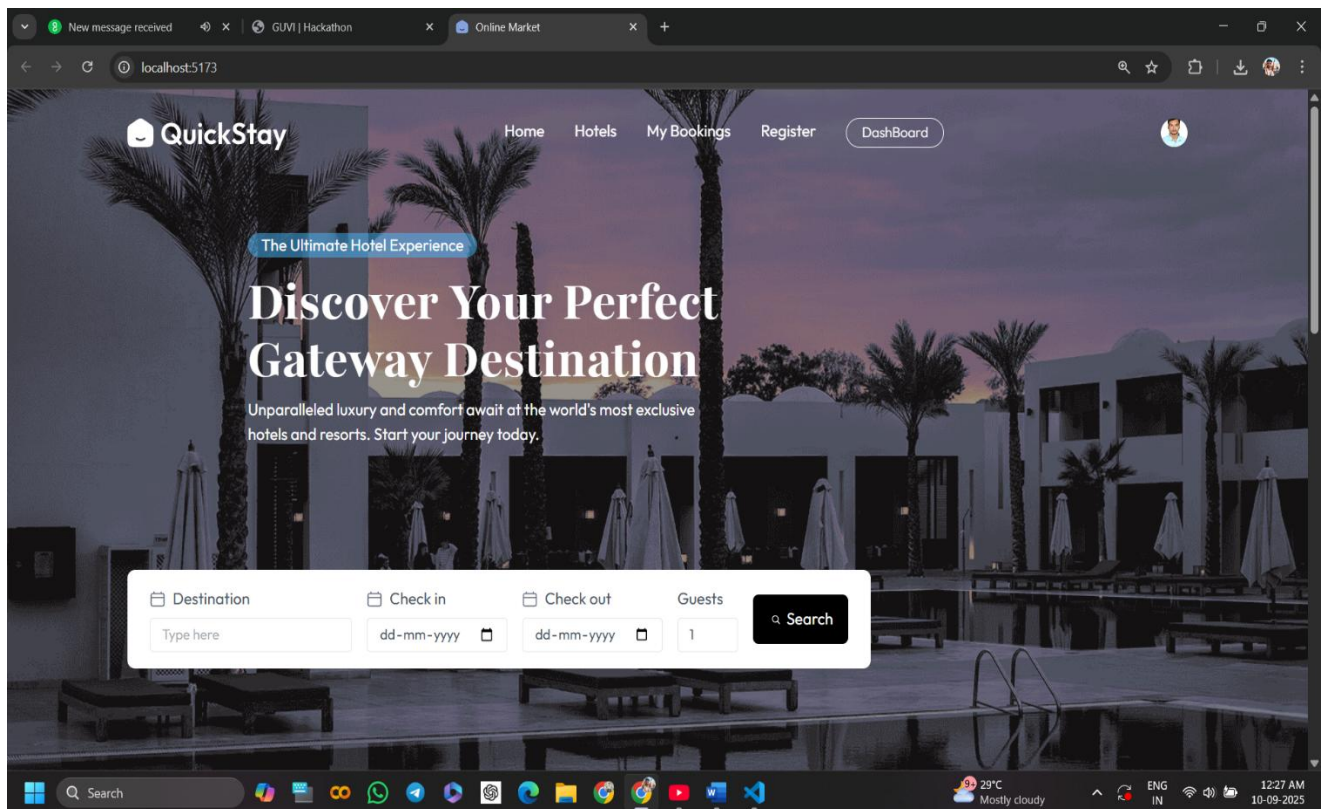 New message received
GUVI | Hackathon
Online Market
localhost:5173
QuickStay
Home Hotels My Bookings Register DashBoard
The Ultimate Hotel Experience
Discover Your Perfect
Gateway Destination
Unparalleled luxury and comfort await at the world's most exclusive
hotels and resorts. Start your journey today.
Destination Check in Check out Guests
Type here dd-mm-yyyy dd-mm-yyyy 1
Search
Search
9+
29°C
Mostly cloudy
ENG
IN
12:27 AM
10-09-2025